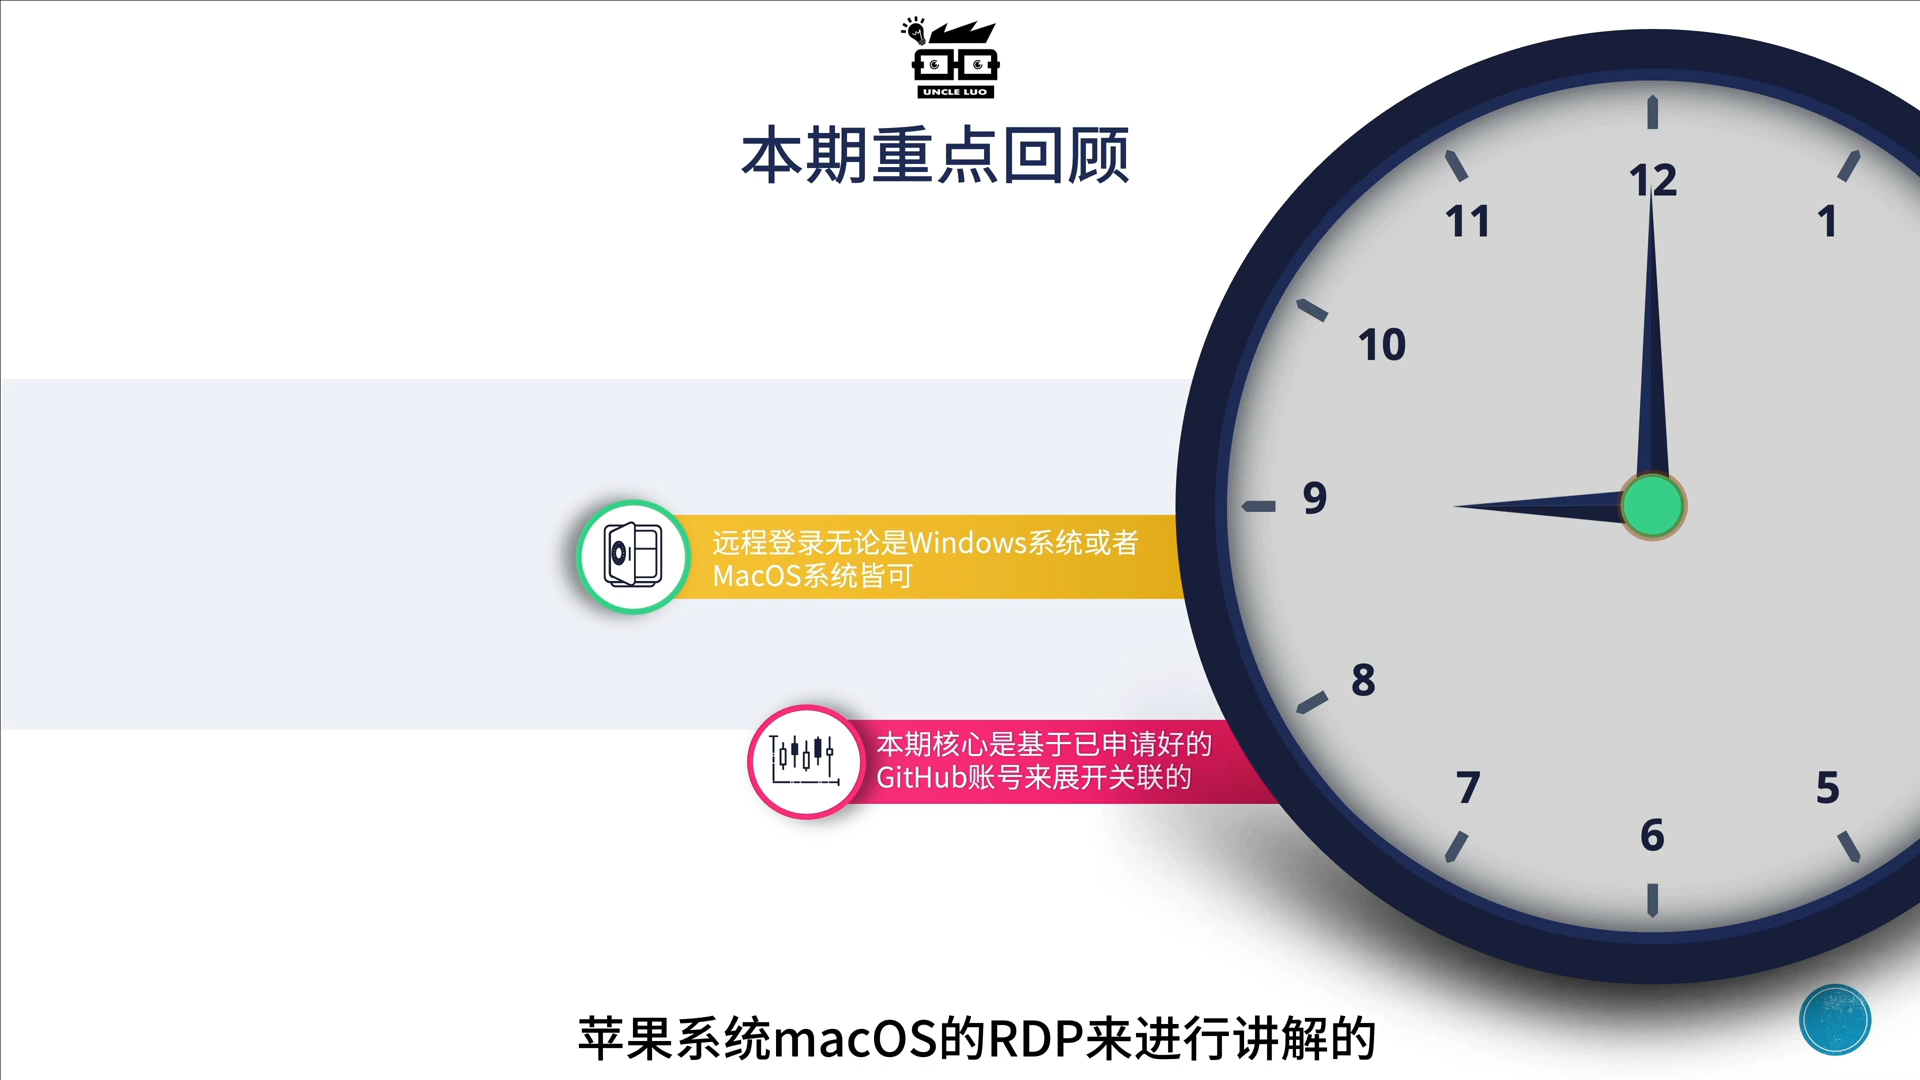 UNCLE LUO
本期重点回顾
12
11
1
10
9
远程登录无论是Windows系统或者
MacOS系统皆可
8
本期核心是基于已申请好的
GitHub账号来展开关联的
7
5
6
苹果系统macOS的RDP来进行讲解的